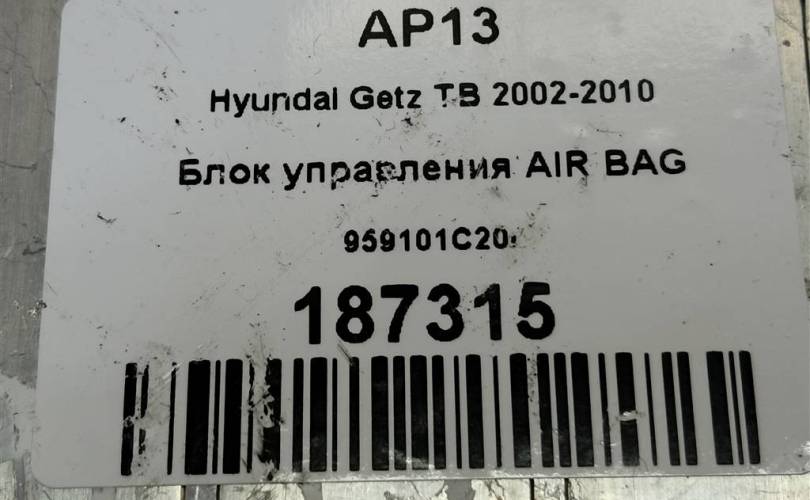 AP13
Hyundai Getz TB 2002-2010
Блок управления AIR BAG
959101C20
187315